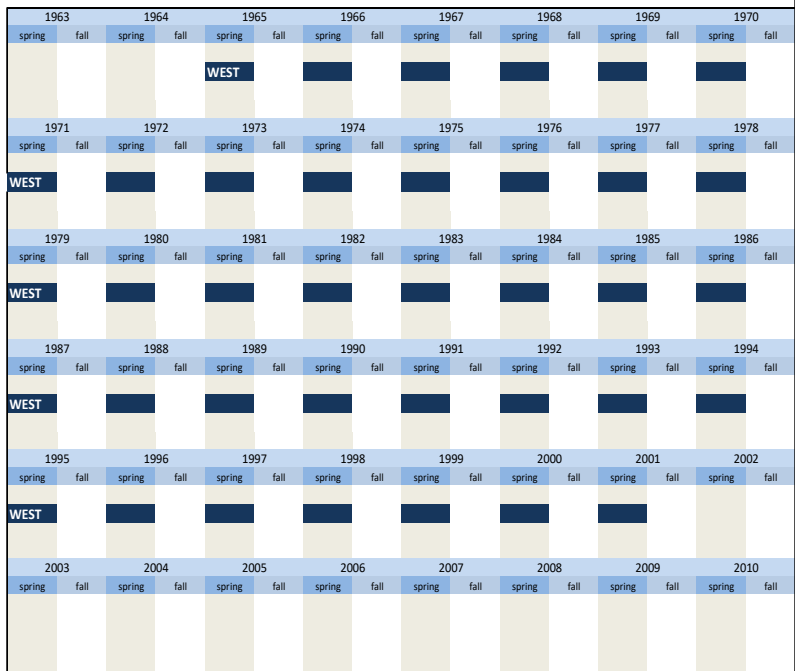 1963 1964 1965 1966 1967 1968 1969 1970
spring fall spring fall spring fall spring fall spring fall spring fall spring fall spring fall
WEST
1971 1972 1973 1974 1975 1976 1977 1978
spring fall spring fall spring fall spring fall spring fall spring fall spring fall spring fall
WEST
1979 1980 1981 1982 1983 1984 1985 1986
spring fall spring fall spring fall spring fall spring fall spring fall spring fall spring fall
WEST
1987 1988 1989 1990 1991 1992 1993 1994
spring fall spring fall spring fall spring fall spring fall spring fall spring fall spring fall
WEST
1995 1996 1997 1998 1999 2000 2001 2002
spring fall spring fall spring fall spring fall spring fall spring fall spring fall spring fall
WEST
2003 2004 2005 2006 2007 2008 2009 2010
spring fall spring fall spring fall spring fall spring fall spring fall spring fall spring fall